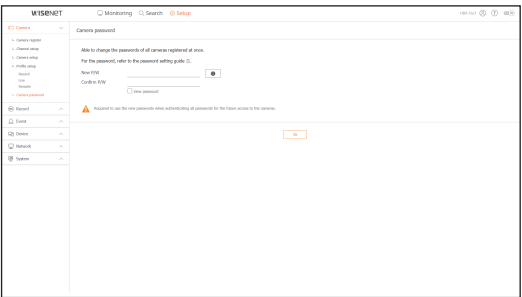 WISENET
Monitoring Search Setup
Camera
Camera password
Camera register
Channel setup
Camera setup
Profile setup
Record
Live
Remote
Camera password
Record
Event
Device
Network
System
Able to change the passwords of all cameras registered at once.
For the password, refer to the password setting guide
New P/W
Confirm P/W
View password
Required to use the new passwords when authenticating all passwords for the future access to the cameras.